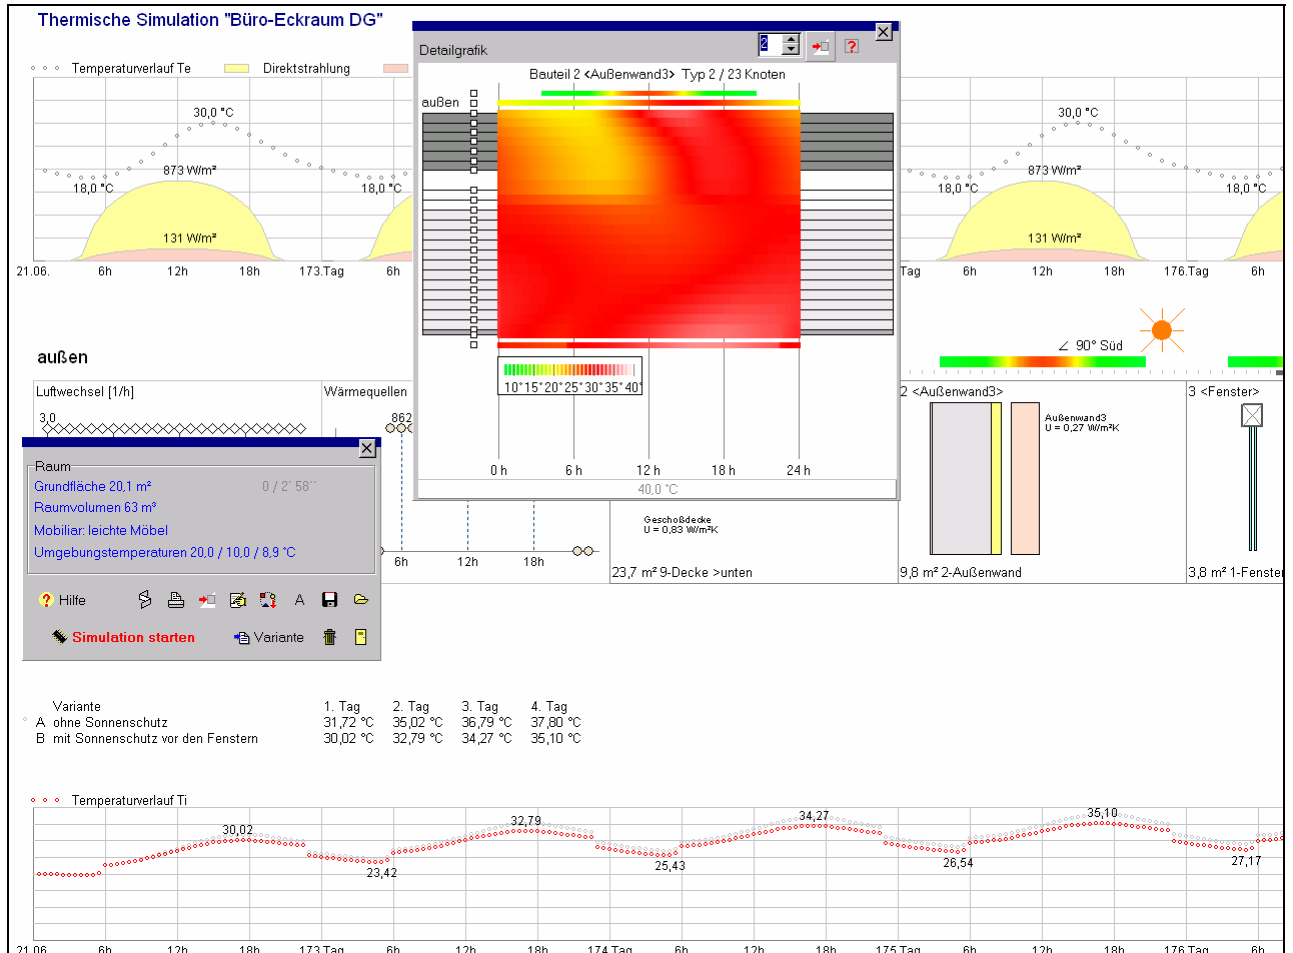 Thermische Simulation "Büro-Eckraum DG"
Temperaturverlauf Te
Direktstrahlung
30,0 °C
873 W/m²
18,0 °C
18,0 °C
131 W/m²
21.06. 6h 12h 18h 173.Tag 6h
Detailgrafik
2
?
Bauteil 2 <Außenwand3> Typ 2 / 23 Knoten
außen
10° 15° 20° 25° 30° 35° 40°
0 h 6 h 12 h 18 h 24 h
40,0 °C
30,0 °C
873 W/m²
18,0 °C
18,0 °C
131 W/m²
Tag 6h 12h 18h 176.Tag 6h
∠ 90° Süd
außen
Luftwechsel [1/h]
3,0
Wärmequellen
862
6h 12h 18h
Geschoßdecke
U = 0,83 W/m²K
23,7 m² 9-Decke >unten
2 <Außenwand3>
Außenwand3
U = 0,27 W/m²K
9,8 m² 2-Außenwand
3 <Fenster>
3,8 m² 1-Fenster
Raum
Grundfläche 20,1 m² 0 / 2´ 58´´
Raumvolumen 63 m³
Mobiliar: leichte Möbel
Umgebungstemperaturen 20,0 / 10,0 / 8,9 °C
? Hilfe A
Simulation starten Variante
Variante 1. Tag 2. Tag 3. Tag 4. Tag
A ohne Sonnenschutz 31,72 °C 35,02 °C 36,79 °C 37,80 °C
B mit Sonnenschutz vor den Fenstern 30,02 °C 32,79 °C 34,27 °C 35,10 °C
Temperaturverlauf Ti
30,02 32,79 34,27 35,10
23,42 25,43 26,54 27,17
21.06. 6h 12h 18h 173.Tag 6h 12h 18h 174.Tag 6h 12h 18h 175.Tag 6h 12h 18h 176.Tag 6h